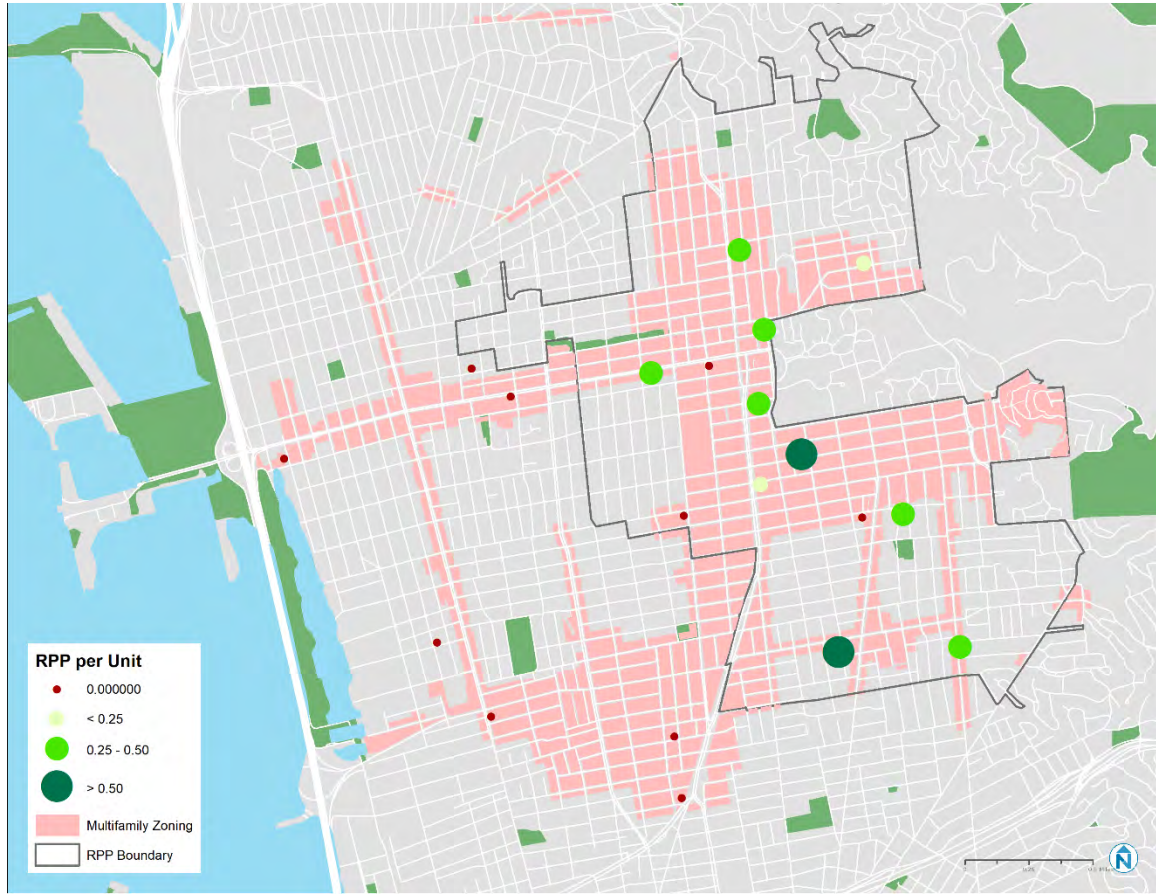 RPP per Unit
0.000000
< 0.25
0.25 - 0.50
> 0.50
Multifamily Zoning
RPP Boundary
N